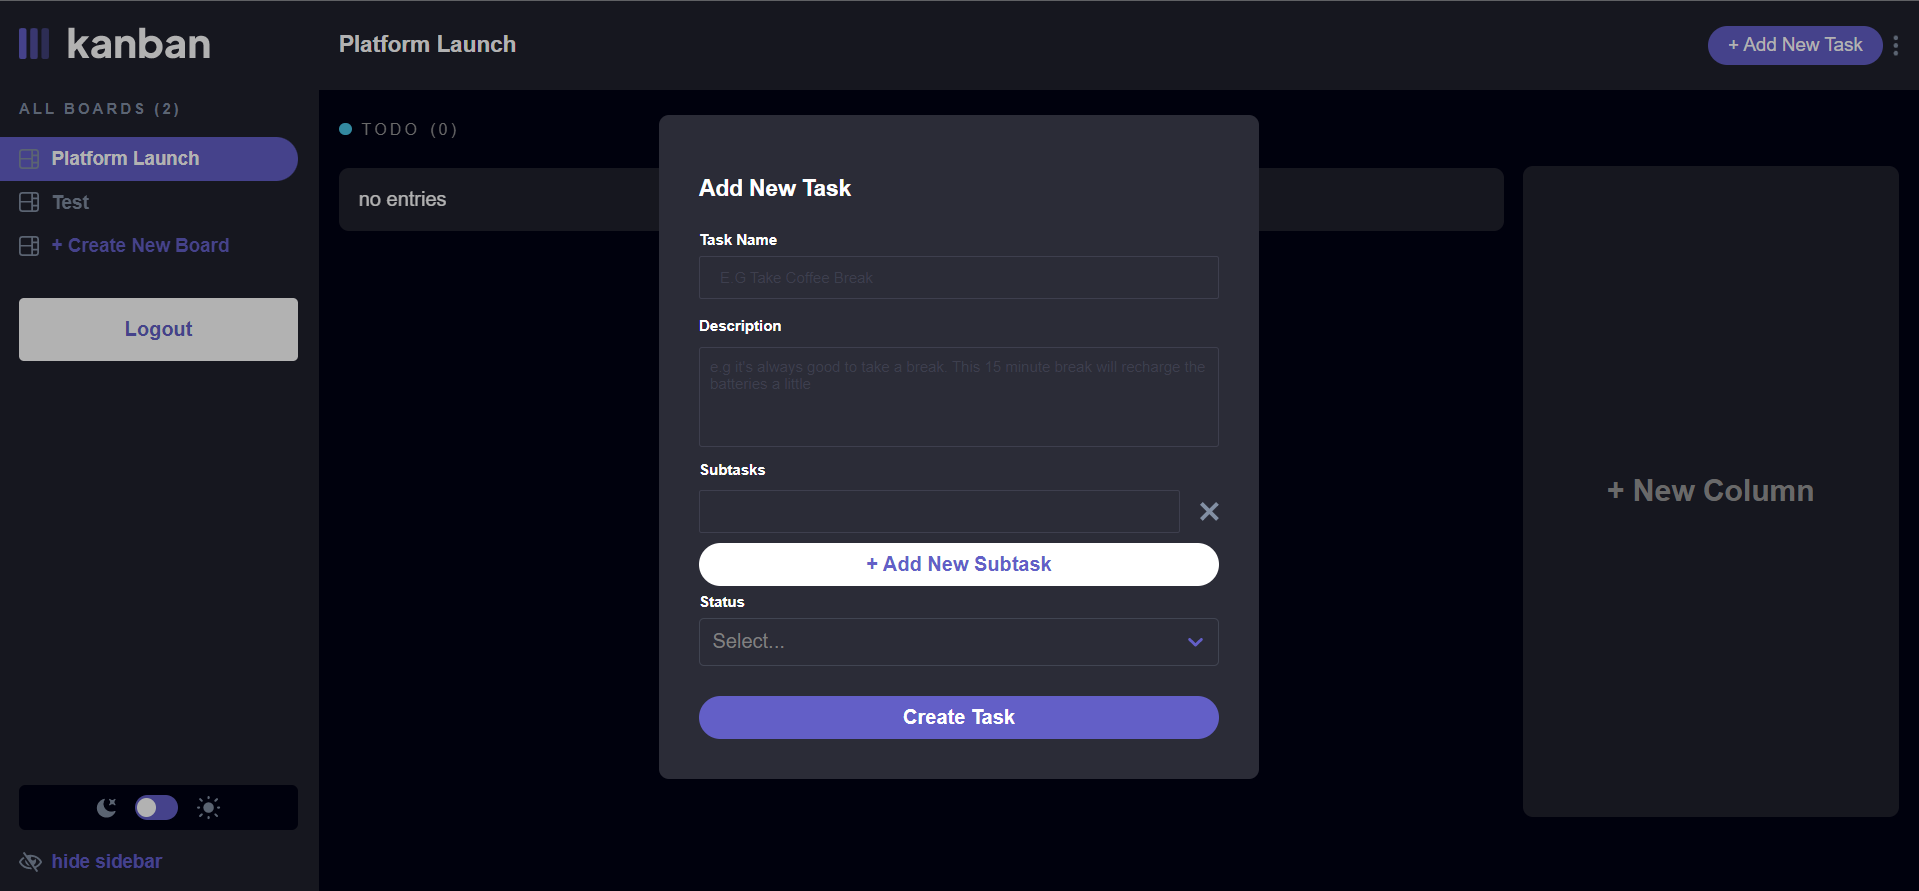 kanban
Platform Launch
+ Add New Task
ALL BOARDS (2)
Platform Launch
Test
+ Create New Board
Logout
hide sidebar
TODO (0)
no entries
Add New Task
Task Name
E.G Take Coffee Break
Description
e.g it's always good to take a break. This 15 minute break will recharge the
batteries a little
Subtasks
+ Add New Subtask
Status
Select...
Create Task
+ New Column